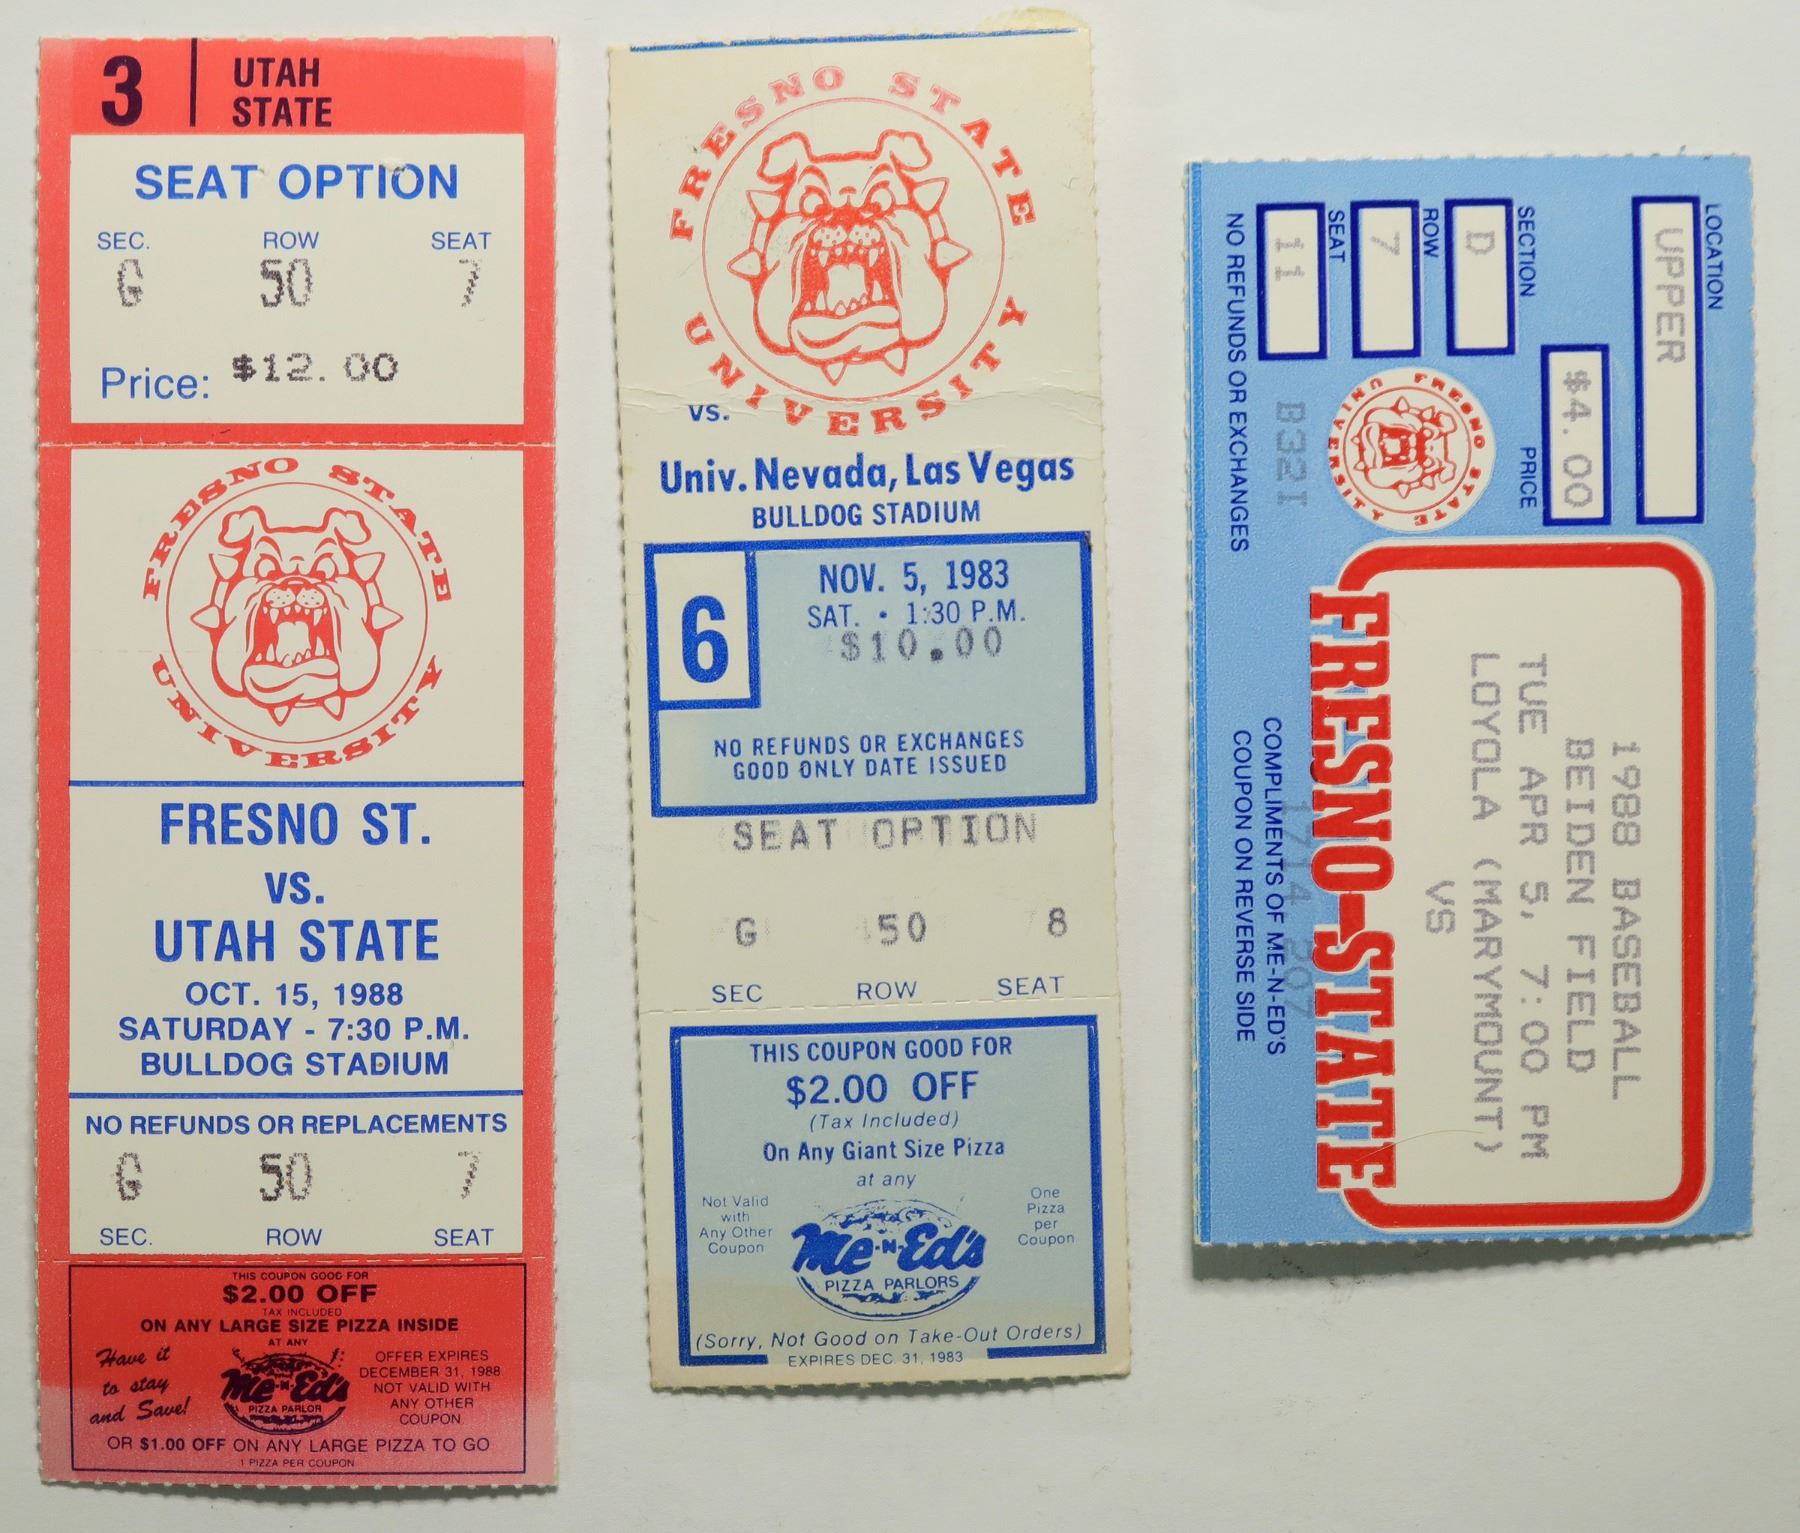 3 | UTAH STATE
SEAT OPTION
SEC. ROW SEAT
G 50 7
Price: $12.00
FRESNO STATE
UNIVERSITY
FRESNO ST.
VS.
UTAH STATE
OCT. 15, 1988
SATURDAY - 7:30 P.M.
BULLDOG STADIUM
NO REFUNDS OR REPLACEMENTS
G 50 7
SEC. ROW SEAT
THIS COUPON GOOD FOR
$2.00 OFF
TAX INCLUDED
ON ANY LARGE SIZE PIZZA INSIDE
AT ANY
Have it
to stay
and Save!
Me-N-Ed's
PIZZA PARLOR
OFFER EXPIRES
DECEMBER 31, 1988
NOT VALID WITH
ANY OTHER
COUPON
OR $1.00 OFF ON ANY LARGE PIZZA TO GO
1 PIZZA PER COUPON
FRESNO STATE
UNIVERSITY
vs.
Univ. Nevada, Las Vegas
BULLDOG STADIUM
6
NOV. 5, 1983
SAT. • 1:30 P.M.
$10.00
NO REFUNDS OR EXCHANGES
GOOD ONLY DATE ISSUED
SEAT OPTION
G 50 8
SEC ROW SEAT
THIS COUPON GOOD FOR
$2.00 OFF
(Tax Included)
On Any Giant Size Pizza
at any
Not Valid
with
Any Other
Coupon
Me-N-Ed's
PIZZA PARLORS
One
Pizza
per
Coupon
(Sorry, Not Good on Take-Out Orders)
EXPIRES DEC. 31, 1983
LOCATION
UPPER
$4.00
PRICE
SECTION
D
ROW
7
SEAT
11
NO REFUNDS OR EXCHANGES
B321
FRESNO STATE
UNIVERSITY
1988 BASEBALL
BEIDEN FIELD
TUE APR 5, 7:00 PM
LOYOLA (MARYMOUNT)
VS
FRESNO-STATE
1714 207
COMPLIMENTS OF ME-N-ED'S
COUPON ON REVERSE SIDE